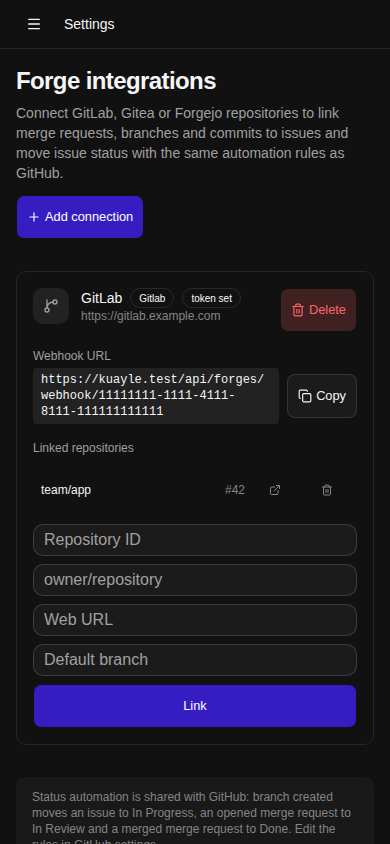 Settings
Forge integrations
Connect GitLab, Gitea or Forgejo repositories to link
merge requests, branches and commits to issues and
move issue status with the same automation rules as
GitHub.
Add connection
GitLab Gitlab token set
https://gitlab.example.com
Delete
Webhook URL
https://kuayle.test/api/forges/
webhook/11111111-1111-4111-
8111-111111111111
Copy
Linked repositories
team/app #42
Repository ID
owner/repository
Web URL
Default branch
Link
Status automation is shared with GitHub: branch created
moves an issue to In Progress, an opened merge request to
In Review and a merged merge request to Done. Edit the
rules in GitHub settings.